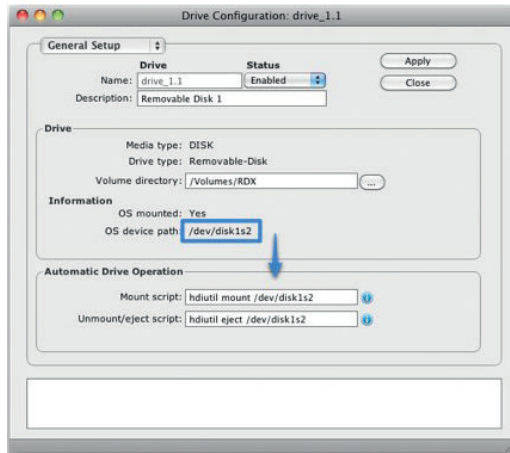 Drive Configuration: drive_1.1
General Setup
Drive Status Apply
Name: drive_1.1 Enabled Close
Description: Removable Disk 1
Drive
Media type: DISK
Drive type: Removable-Disk
Volume directory: /Volumes/RDX ...
Information
OS mounted: Yes
OS device path: /dev/disk1s2
Automatic Drive Operation
Mount script: hdiutil mount /dev/disk1s2
Unmount/eject script: hdiutil eject /dev/disk1s2